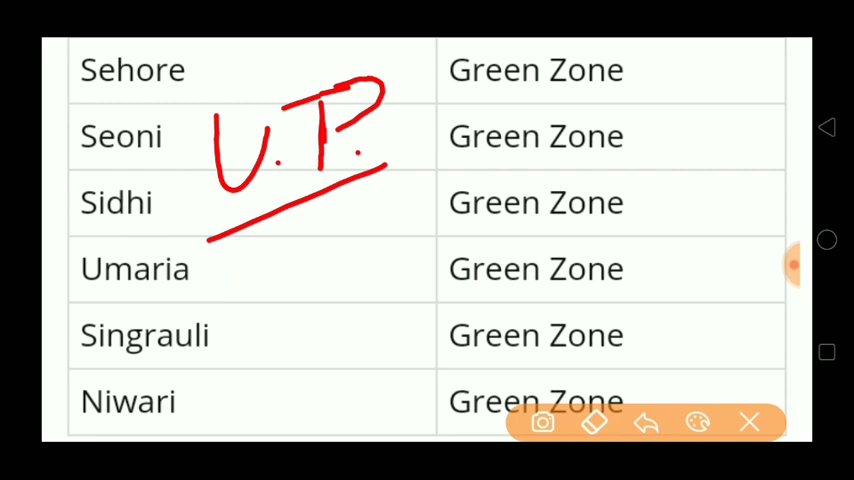 Sehore Green Zone
Seoni Green Zone
U.P.
Sidhi Green Zone
Umaria Green Zone
Singrauli Green Zone
Niwari Green Zone